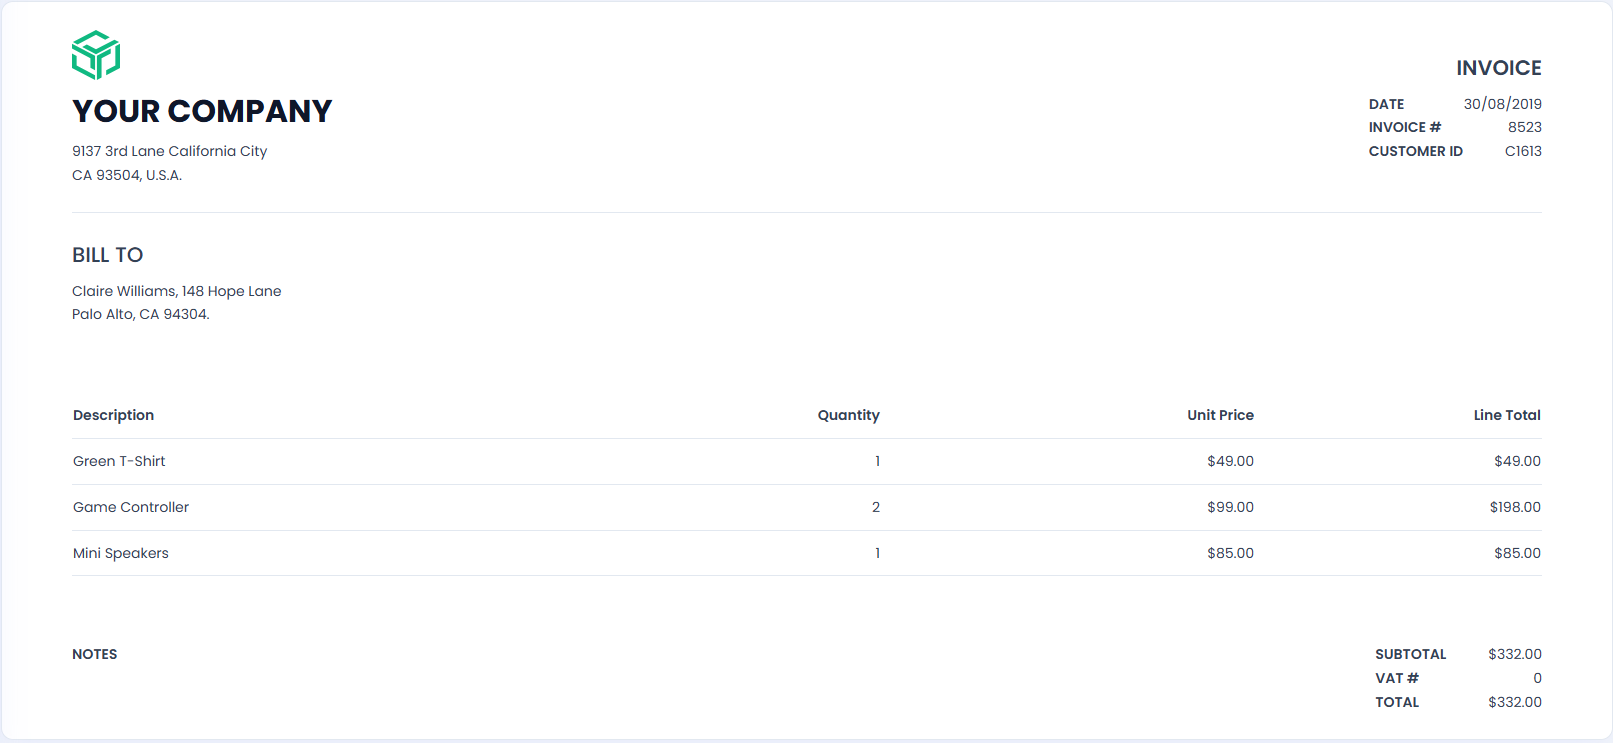 YOUR COMPANY
9137 3rd Lane California City
CA 93504, U.S.A.
INVOICE
DATE 30/08/2019
INVOICE # 8523
CUSTOMER ID C1613
BILL TO
Claire Williams, 148 Hope Lane
Palo Alto, CA 94304.
Description Quantity Unit Price Line Total
Green T-Shirt 1 $49.00 $49.00
Game Controller 2 $99.00 $198.00
Mini Speakers 1 $85.00 $85.00
NOTES
SUBTOTAL $332.00
VAT # 0
TOTAL $332.00